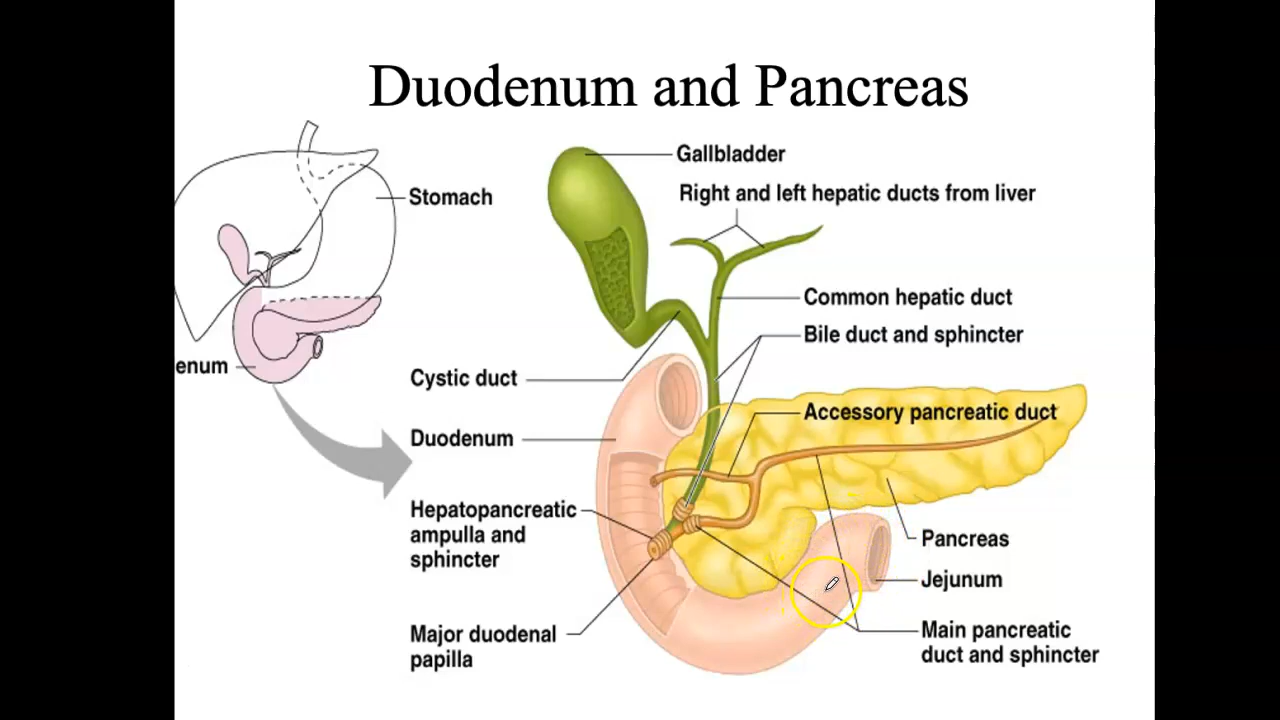 Duodenum and Pancreas
Gallbladder
Right and left hepatic ducts from liver
Stomach
Common hepatic duct
Bile duct and sphincter
enum
Cystic duct
Accessory pancreatic duct
Duodenum
Hepatopancreatic
ampulla and
sphincter
Pancreas
Jejunum
Major duodenal
papilla
Main pancreatic
duct and sphincter